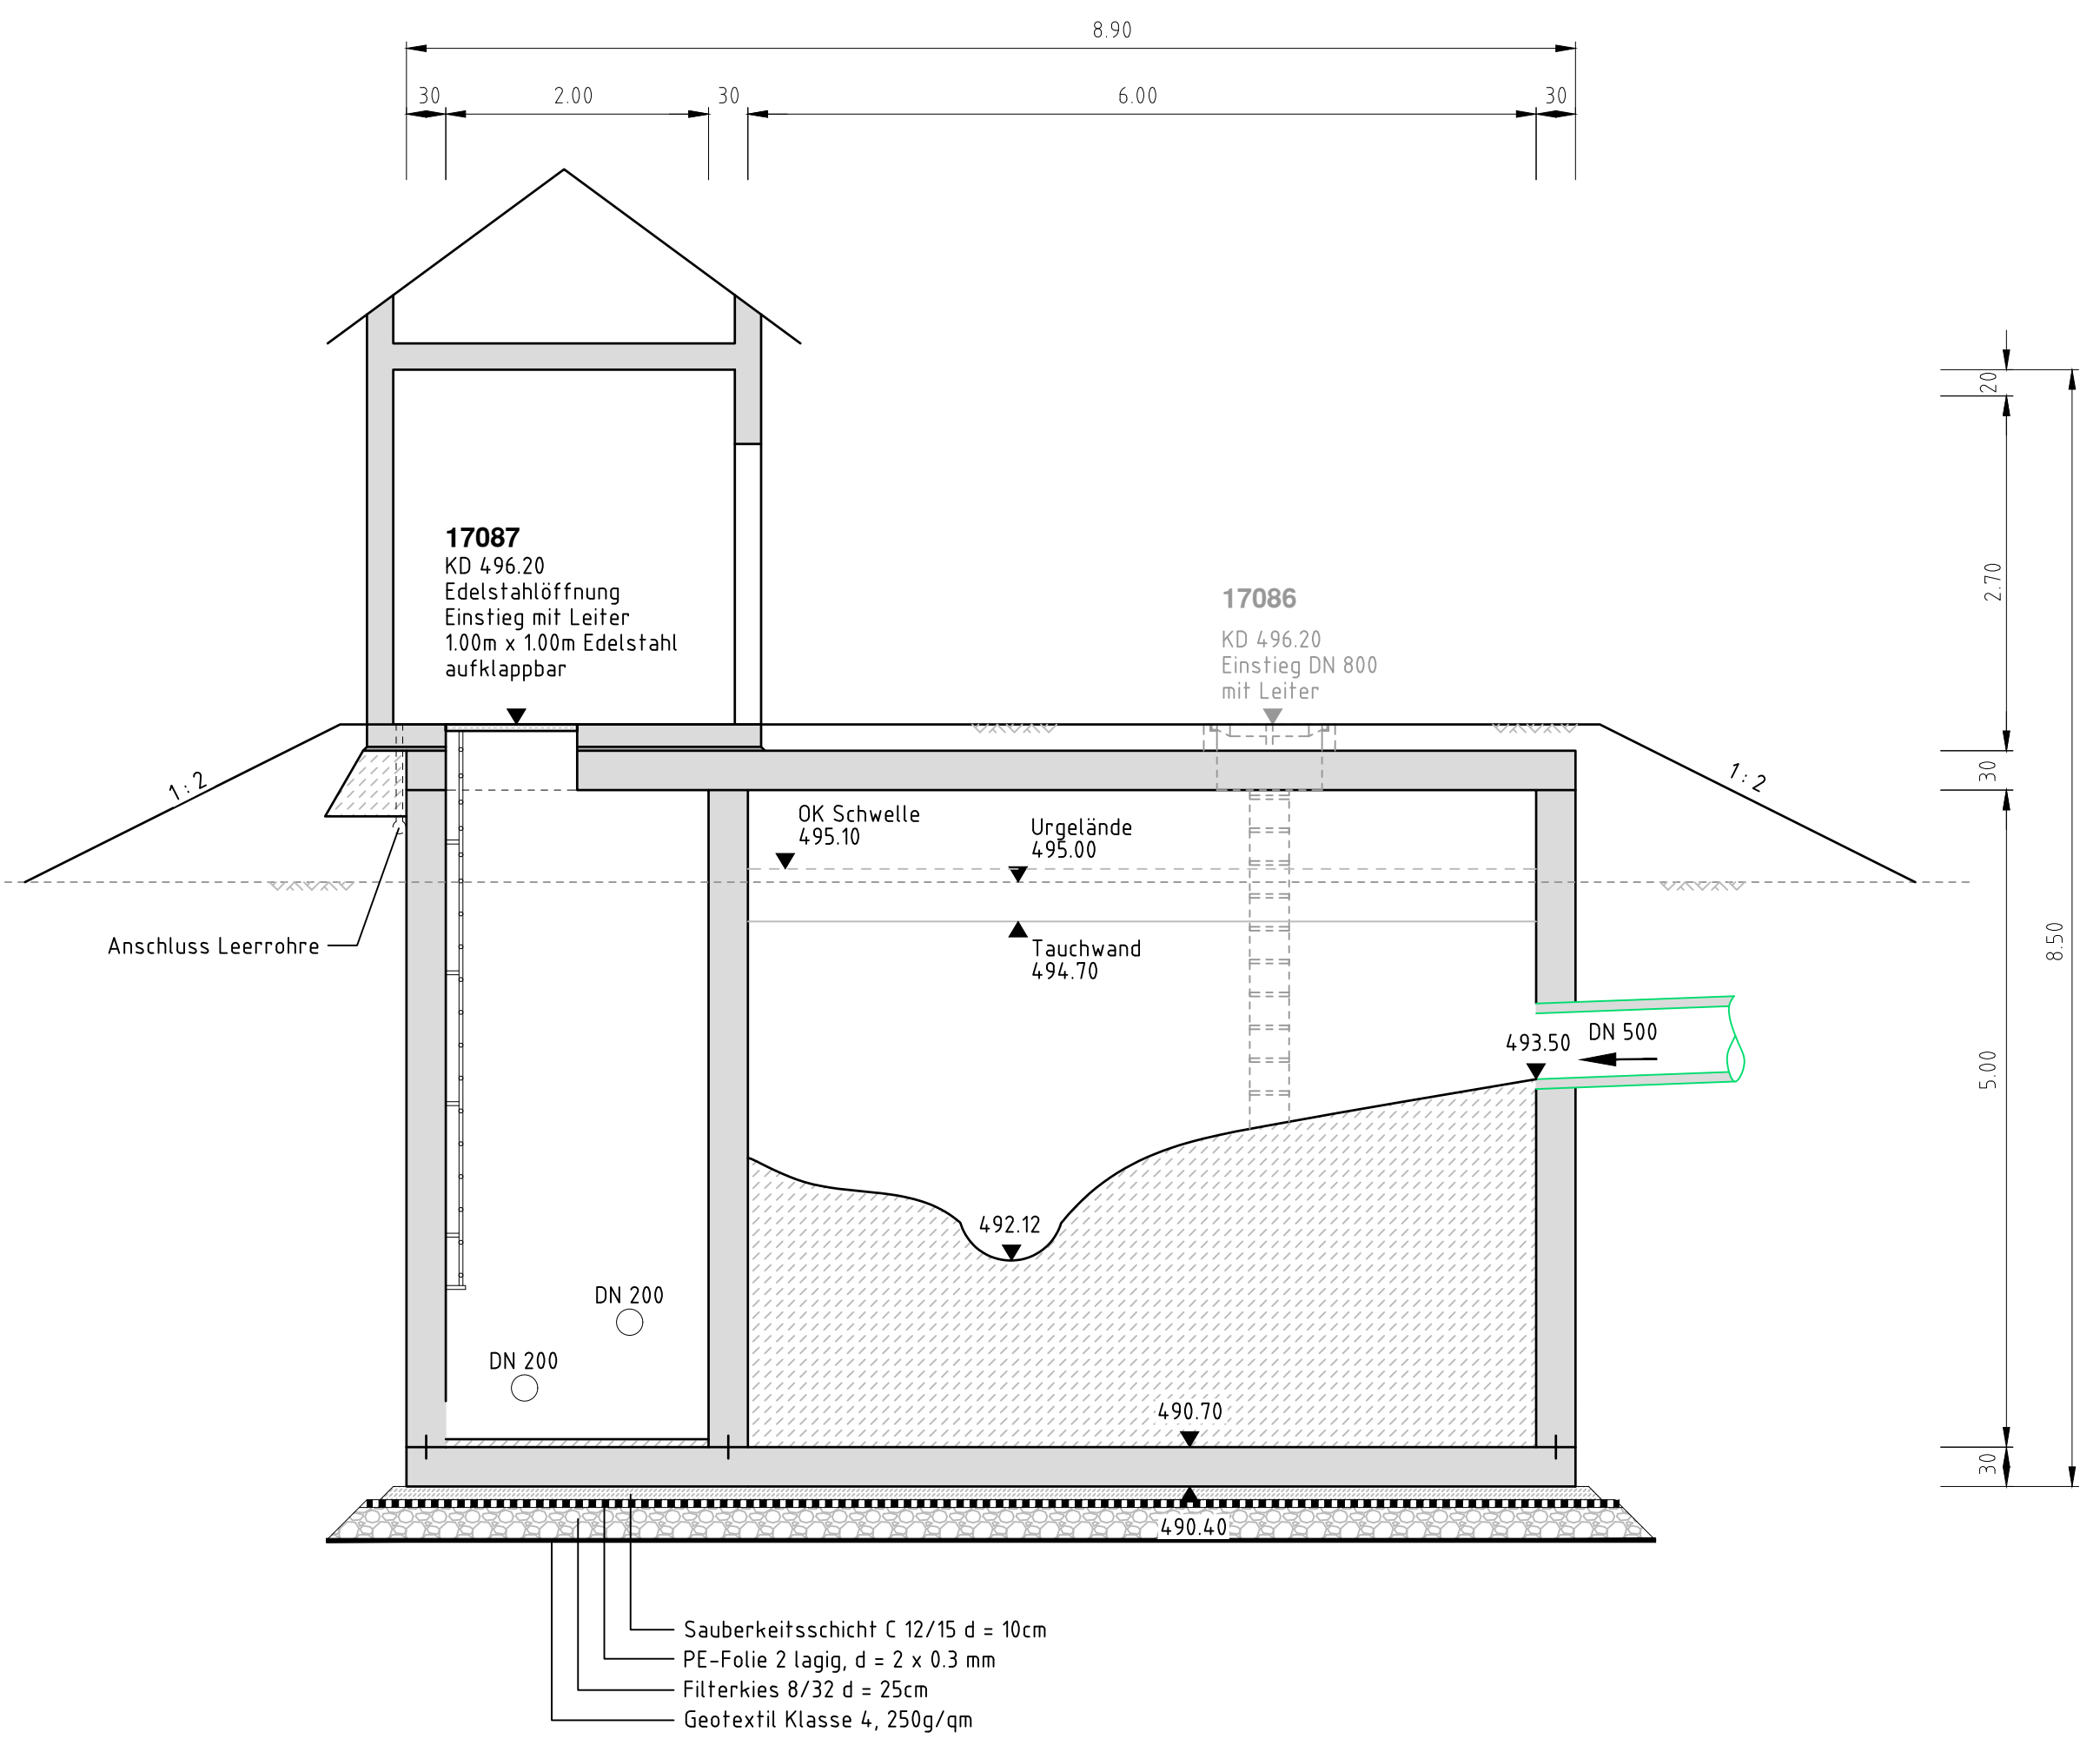 8.90
30
2.00
30
6.00
30
20
2.70
30
5.00
30
8.50
17087
KD 496.20
Edelstahlöffnung
Einstieg mit Leiter
1.00m x 1.00m Edelstahl
aufklappbar
17086
KD 496.20
Einstieg DN 800
mit Leiter
1:2
1:2
OK Schwelle
495.10
Urgelände
495.00
Tauchwand
494.70
Anschluss Leerrohre
493.50
DN 500
492.12
DN 200
DN 200
490.70
490.40
Sauberkeitsschicht C 12/15 d = 10cm
PE-Folie 2 lagig, d = 2 x 0.3 mm
Filterkies 8/32 d = 25cm
Geotextil Klasse 4, 250g/qm